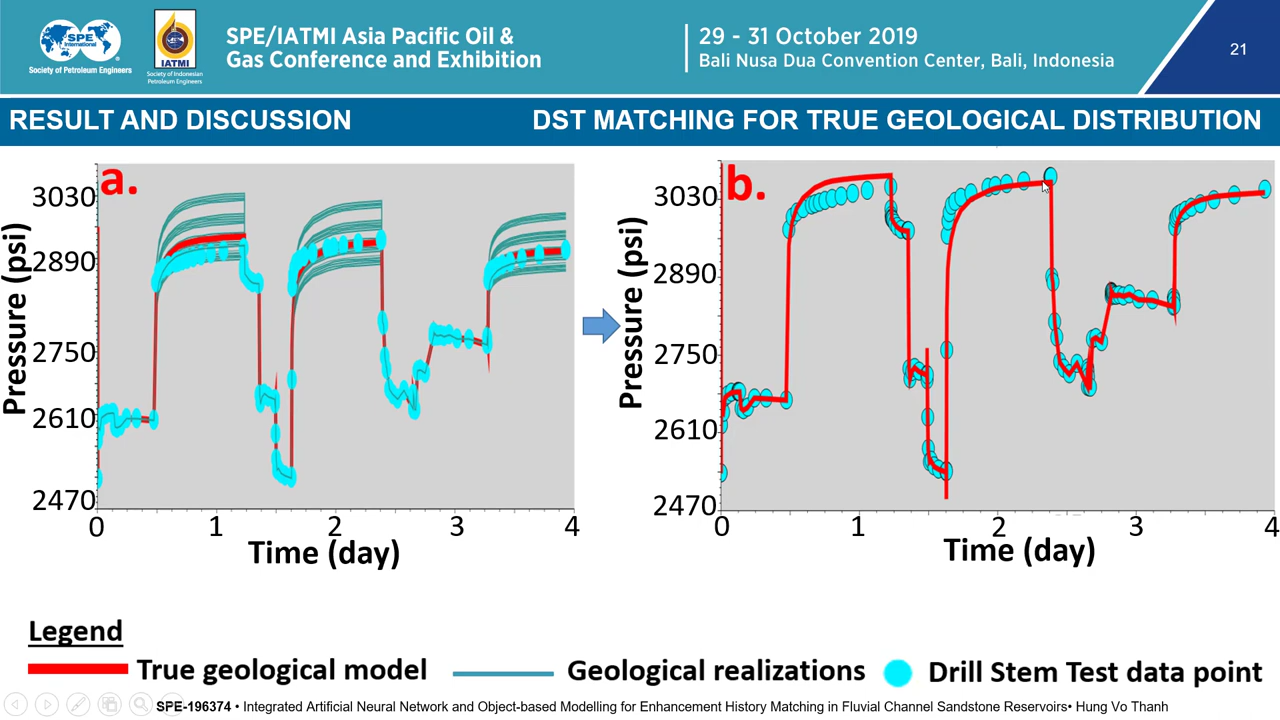 SPE
International
Society of Petroleum Engineers
IATMI
Society of Indonesian
Petroleum Engineers
SPE/IATMI Asia Pacific Oil &
Gas Conference and Exhibition
29 - 31 October 2019
Bali Nusa Dua Convention Center, Bali, Indonesia
21
RESULT AND DISCUSSION
DST MATCHING FOR TRUE GEOLOGICAL DISTRIBUTION
a.
Pressure (psi)
3030
2890
2750
2610
2470
0 1 2 3 4
Time (day)
b.
Pressure (psi)
3030
2890
2750
2610
2470
0 1 2 3 4
Time (day)
Legend
True geological model
Geological realizations
Drill Stem Test data point
SPE-196374 • Integrated Artificial Neural Network and Object-based Modelling for Enhancement History Matching in Fluvial Channel Sandstone Reservoirs• Hung Vo Thanh